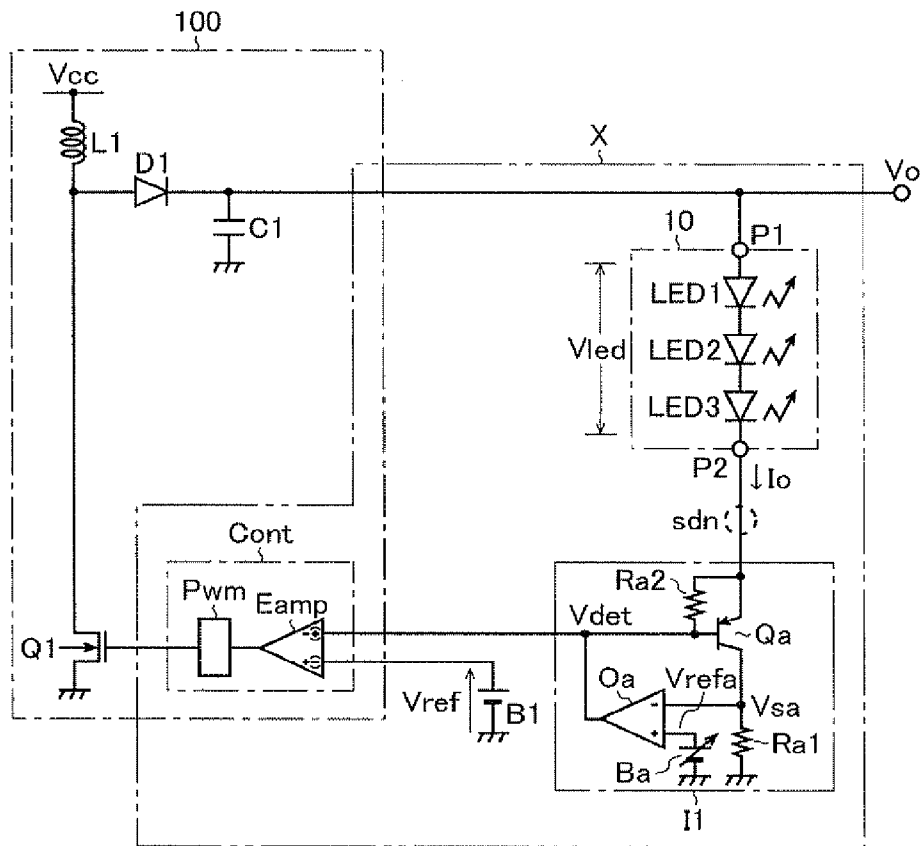 100
Vcc
L1
D1
C1
X
Vo
10
P1
LED1
LED2
LED3
Vled
P2
Io
sdn
Cont
Pwm
Eamp
Q1
Vref
B1
Vdet
Ra2
Qa
Oa
Vrefa
Vsa
Ra1
Ba
I1